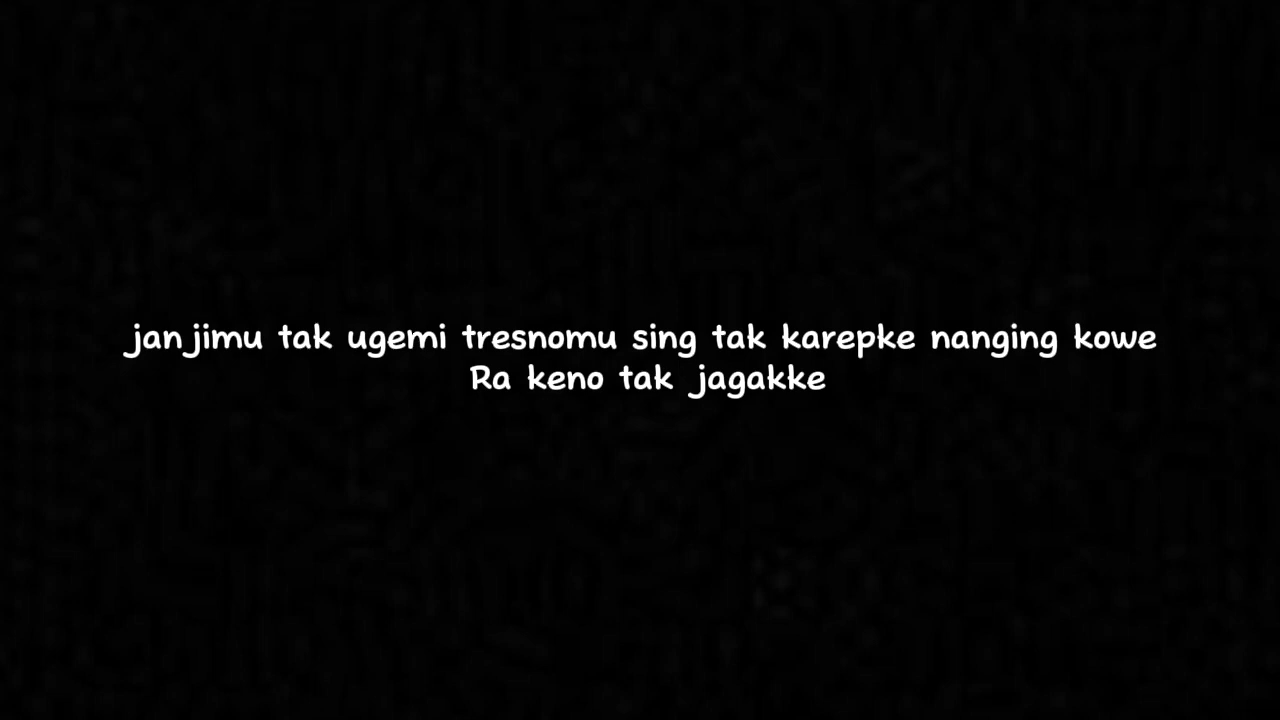 janjimu tak ugemi tresnomu sing tak karepke nanging kowe
Ra keno tak jagakke